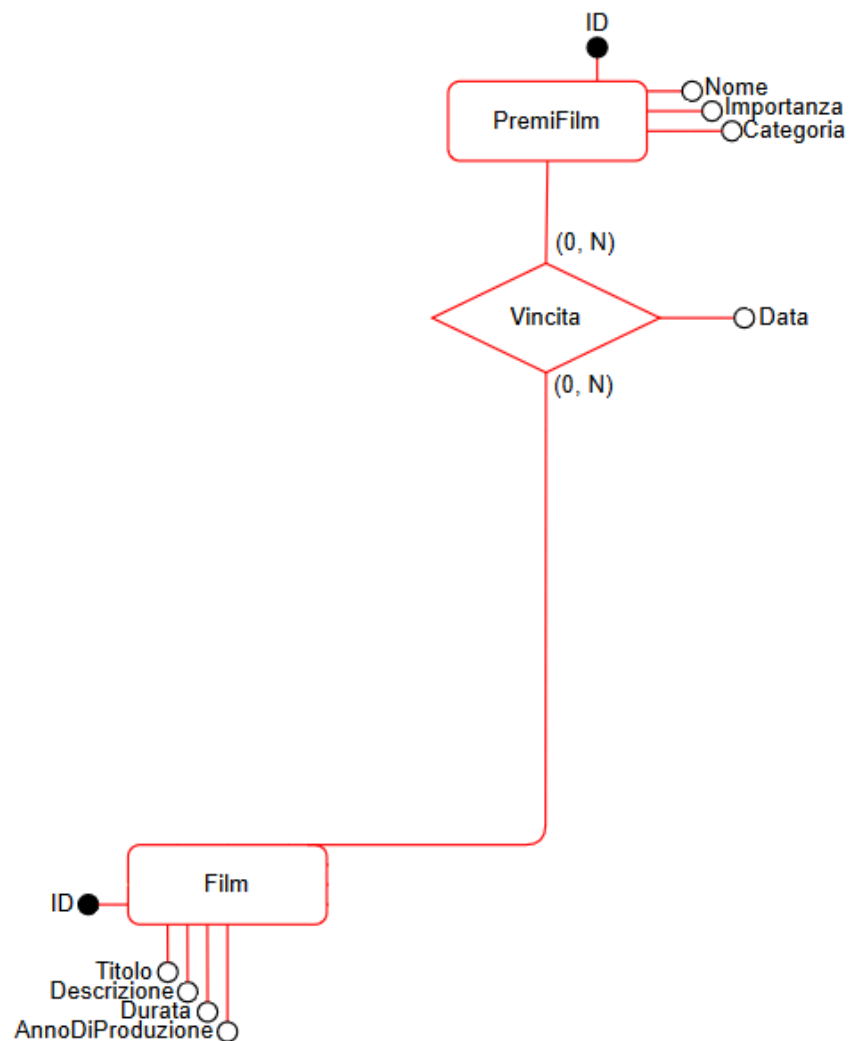 ID
PremiFilm
Nome
Importanza
Categoria
(0, N)
Vincita
Data
(0, N)
Film
ID
Titolo
Descrizione
Durata
AnnoDiProduzione